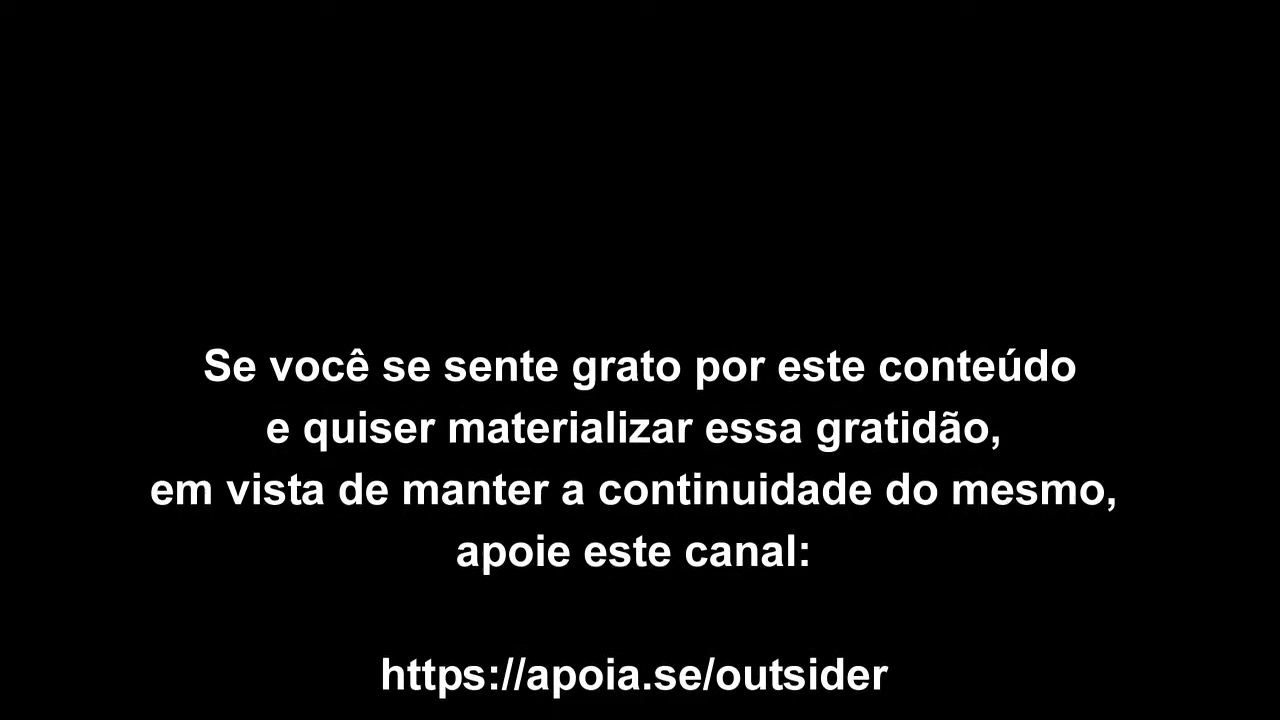 Se você se sente grato por este conteúdo
e quiser materializar essa gratidão,
em vista de manter a continuidade do mesmo,
apoie este canal:
https://apoia.se/outsider